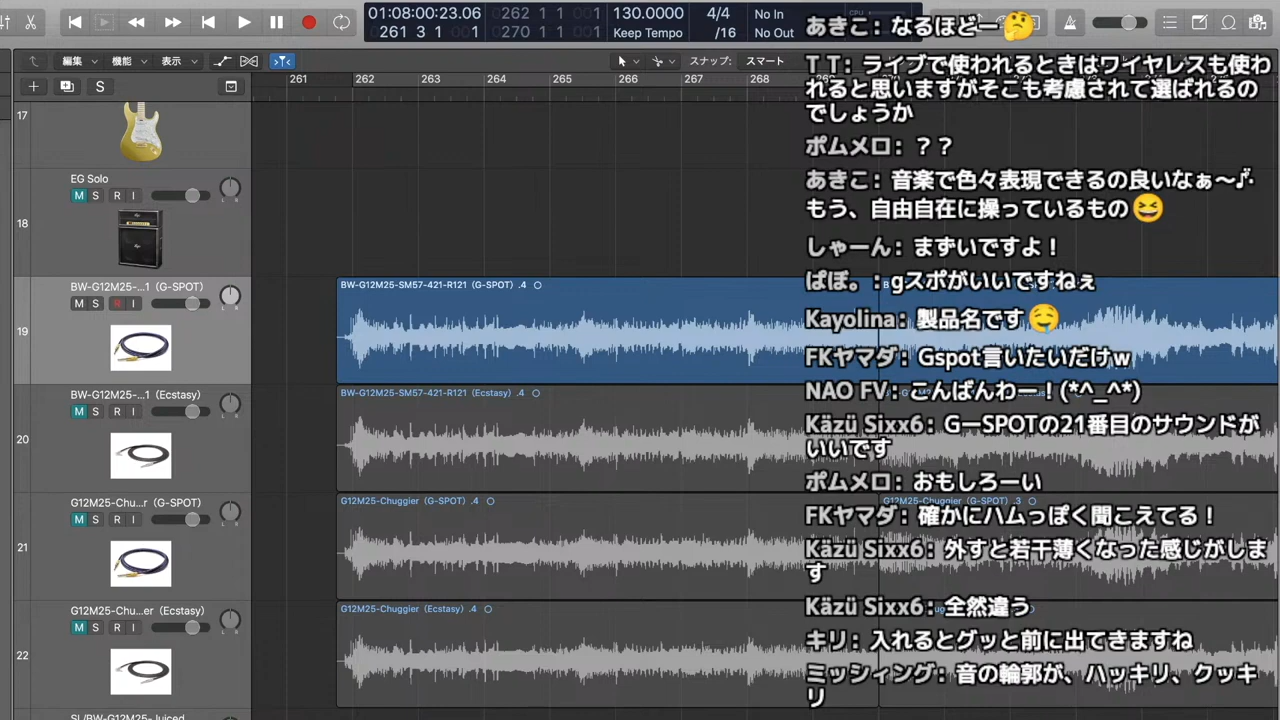 01:08:00:23.06
261 3 1 1
0262 1 1 001
0270 1 1 001
130.0000
Keep Tempo
4/4
/16
No In
No Out
CPU
編集
機能
表示
スナップ:
スマート
S
261
262
263
264
265
266
267
268
17
EG Solo
M S R I
L R
18
BW-G12M25-...1（G-SPOT）
M S R I
L R
19
BW-G12M25-...1（Ecstasy）
M S R I
L R
20
G12M25-Chu...r（G-SPOT）
M S R I
L R
21
G12M25-Chu...er（Ecstasy）
M S R I
L R
22
SL/BW-G12M25-Juiced
BW-G12M25-SM57-421-R121（G-SPOT）.4
BW-G12M25-SM57-421-R121（Ecstasy）.4
G12M25-Chuggier（G-SPOT）.4
G12M25-Chuggier（G-SPOT）.3
G12M25-Chuggier（Ecstasy）.4
あきこ: なるほどー🤔
T T: ライブで使われるときはワイヤレスも使わ
れると思いますがそこも考慮されて選ばれるの
でしょうか
ポムメロ: ？？
あきこ: 音楽で色々表現できるの良いなぁ〜🎶
もう、自由自在に操っているもの😆
しゃーん: まずいですよ！
ぱぽ。: gスポがいいですねぇ
Kayolina: 製品名です🤤
FKヤマダ: Gspot言いたいだけw
NAO FV: こんばんわー！(*^_^*)
Käzü Sixx6: GーSPOTの21番目のサウンドが
いいです
ポムメロ: おもしろーい
FKヤマダ: 確かにハムっぽく聞こえてる！
Käzü Sixx6: 外すと若干薄くなった感じがしま
す
Käzü Sixx6: 全然違う
キリ: 入れるとグッと前に出てきますね
ミッシィング: 音の輪郭が、ハッキリ、クッキ
リ